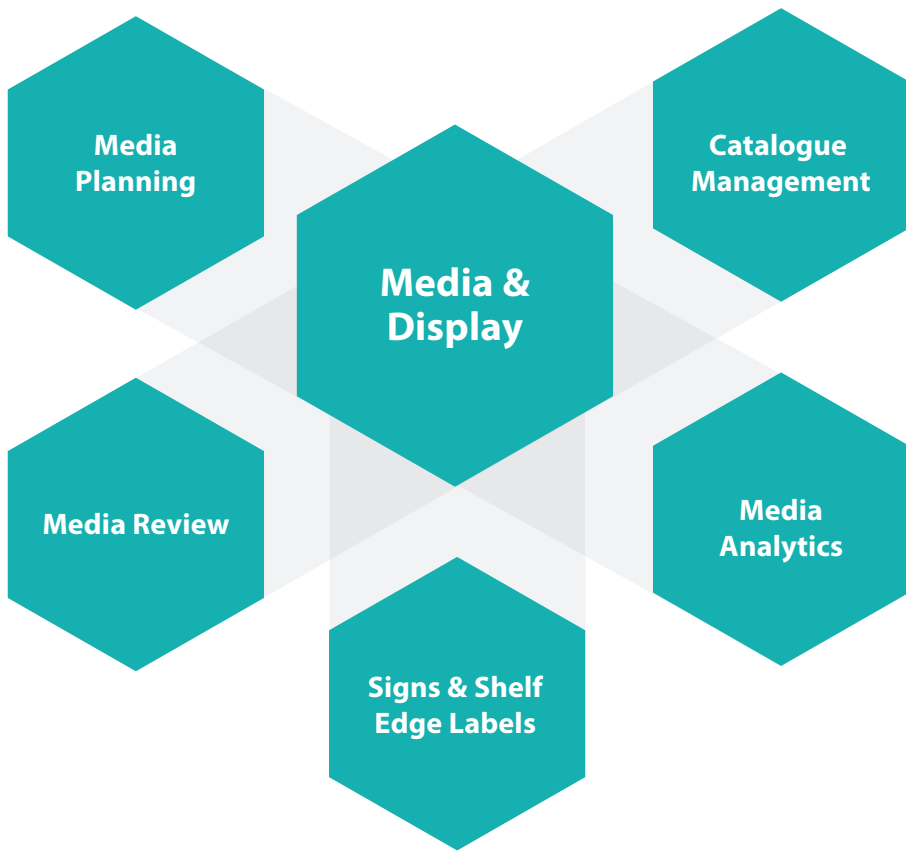 Media
Planning
Catalogue
Management
Media &
Display
Media Review
Media
Analytics
Signs & Shelf
Edge Labels